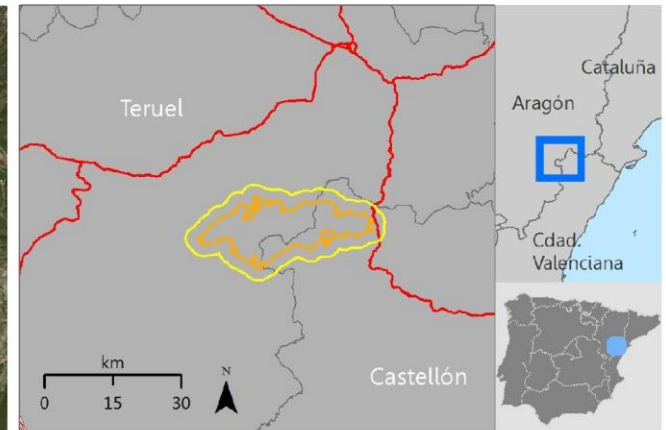 Teruel
Castellón
km
0 15 30
N
Cataluña
Aragón
Cdad.
Valenciana